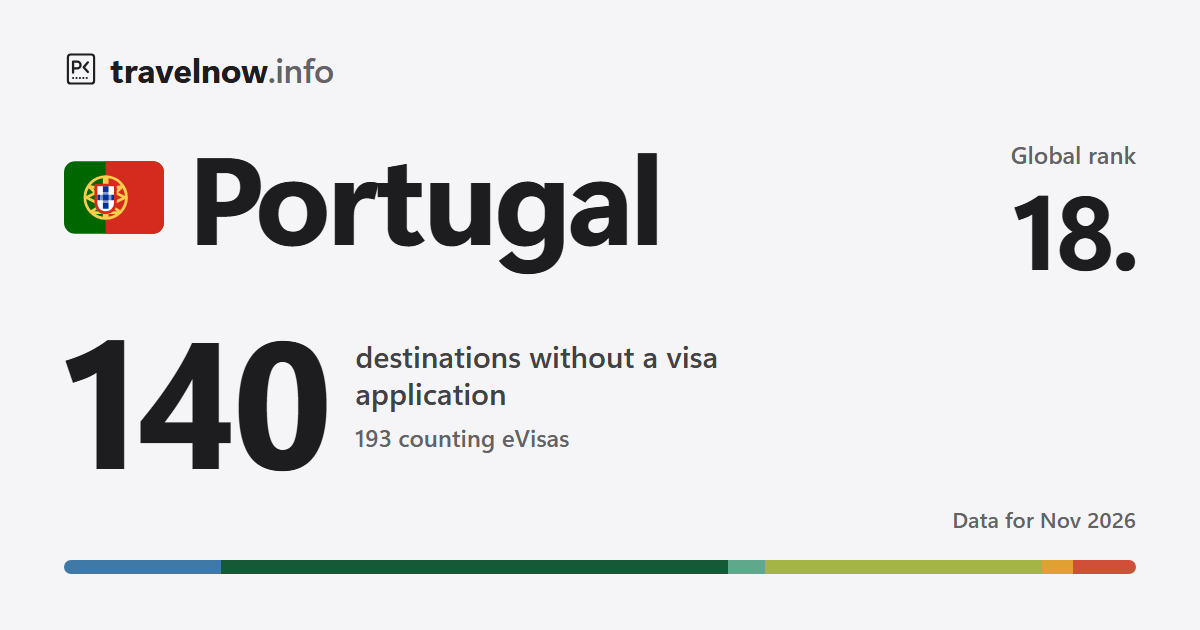 travelnow.info
Portugal
Global rank
18.
140
destinations without a visa
application
193 counting eVisas
Data for Nov 2026